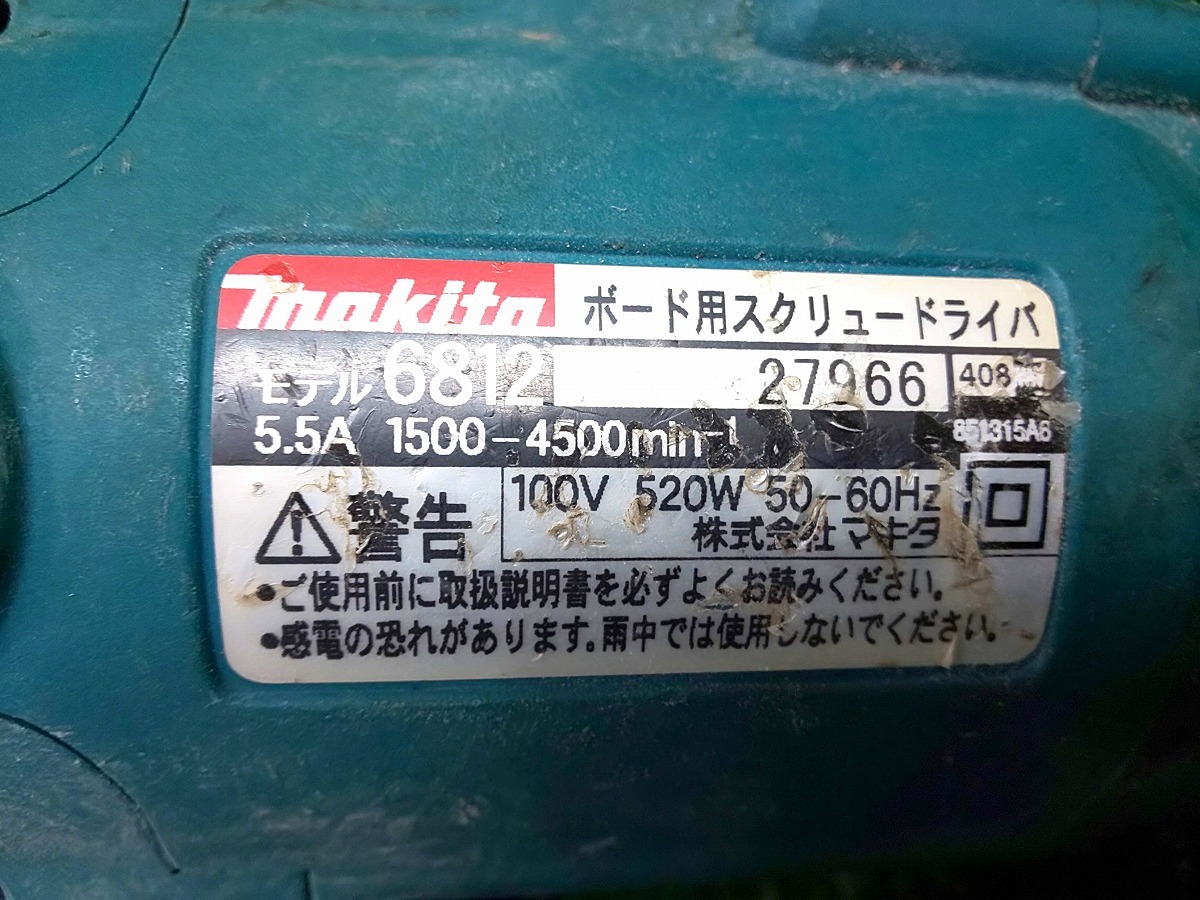 makita ボード用スクリュードライバ
モデル 6812 27966 408
5.5A 1500-4500min⁻¹ 851315A6
警告 100V 520W 50-60Hz
株式会社 マキタ
•ご使用前に取扱説明書を必ずよくお読みください。
•感電の恐れがあります。雨中では使用しないでください。